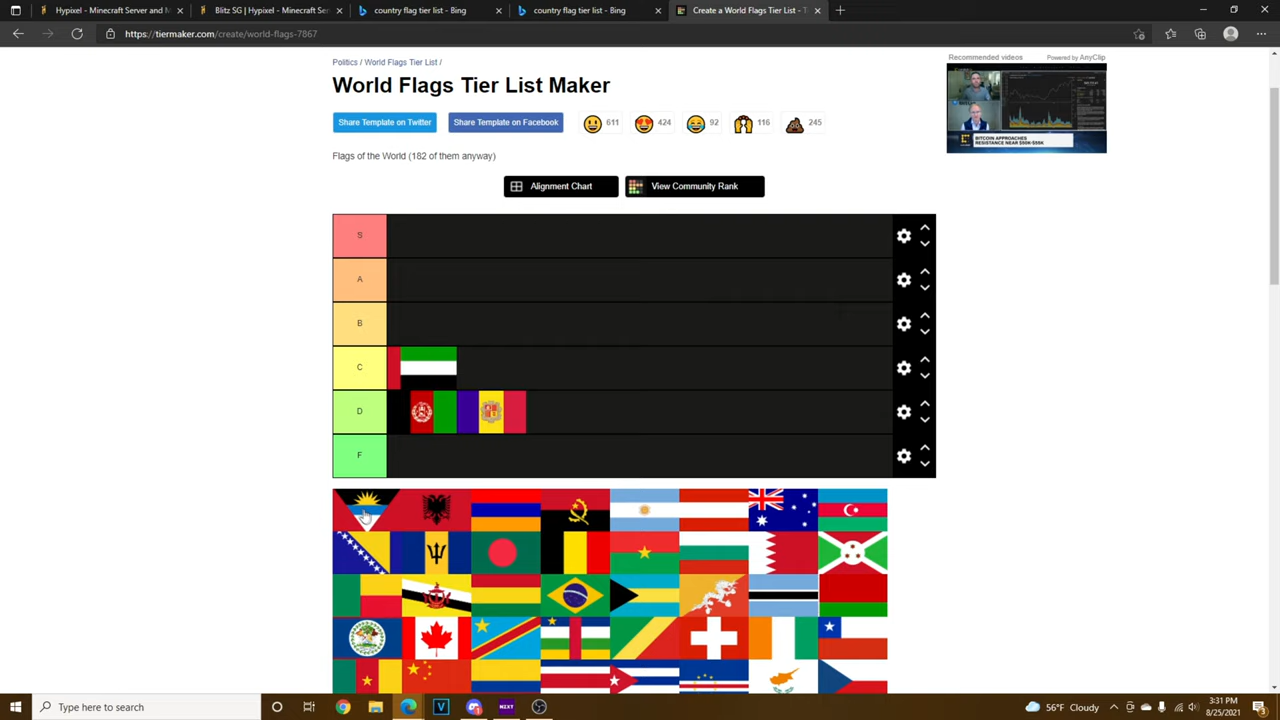 Hypixel - Minecraft Server and M
Blitz SG | Hypixel - Minecraft Ser
country flag tier list - Bing
country flag tier list - Bing
Create a World Flags Tier List - T
https://tiermaker.com/create/world-flags-7867
Politics / World Flags Tier List /
World Flags Tier List Maker
Share Template on Twitter
Share Template on Facebook
611
424
92
116
245
Flags of the World (182 of them anyway)
Alignment Chart
View Community Rank
Recommended videos
Powered by AnyClip
BITCOIN APPROACHES
RESISTANCE NEAR $50K-$55K
S
A
B
C
D
F
Type here to search
NZXT
56°F Cloudy
3:31 PM
8/25/2021
3